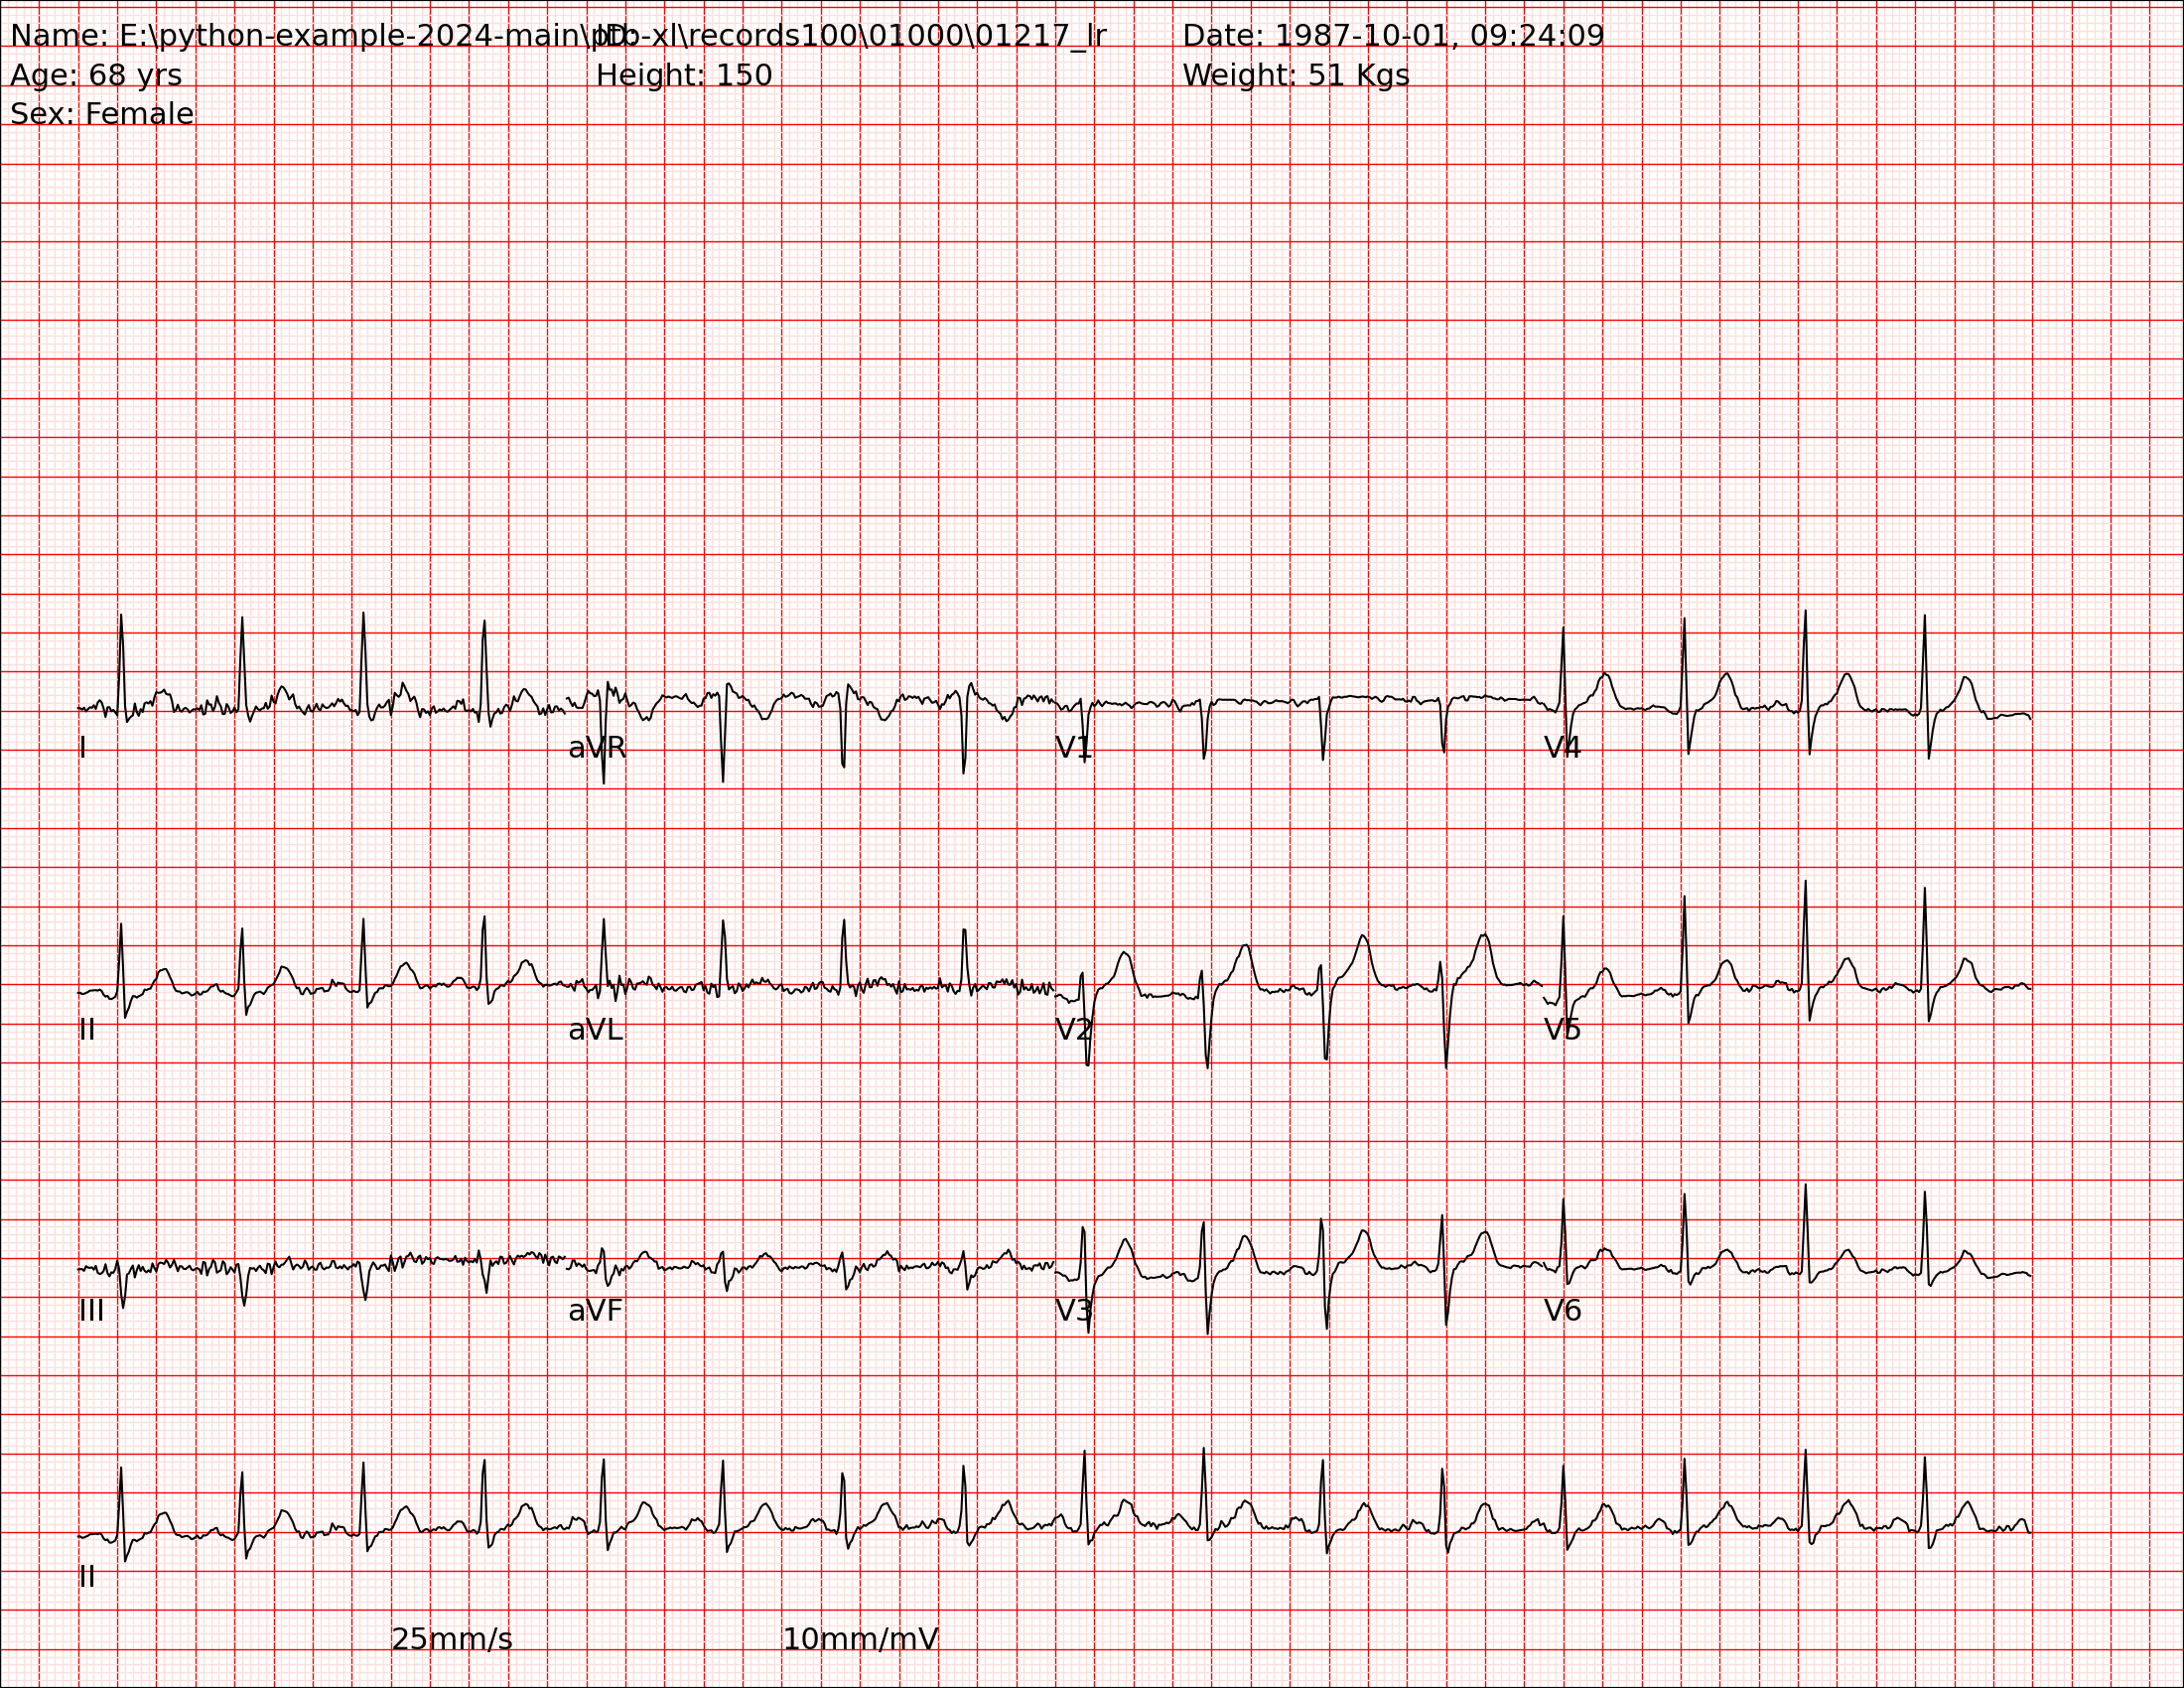 Name: E:\python-example-2024-main\ptb-xl\records100\01000\01217_lr ID: Date: 1987-10-01, 09:24:09
Age: 68 yrs Height: 150 Weight: 51 Kgs
Sex: Female
I aVR V1 V4
II aVL V2 V5
III aVF V3 V6
II
25mm/s 10mm/mV